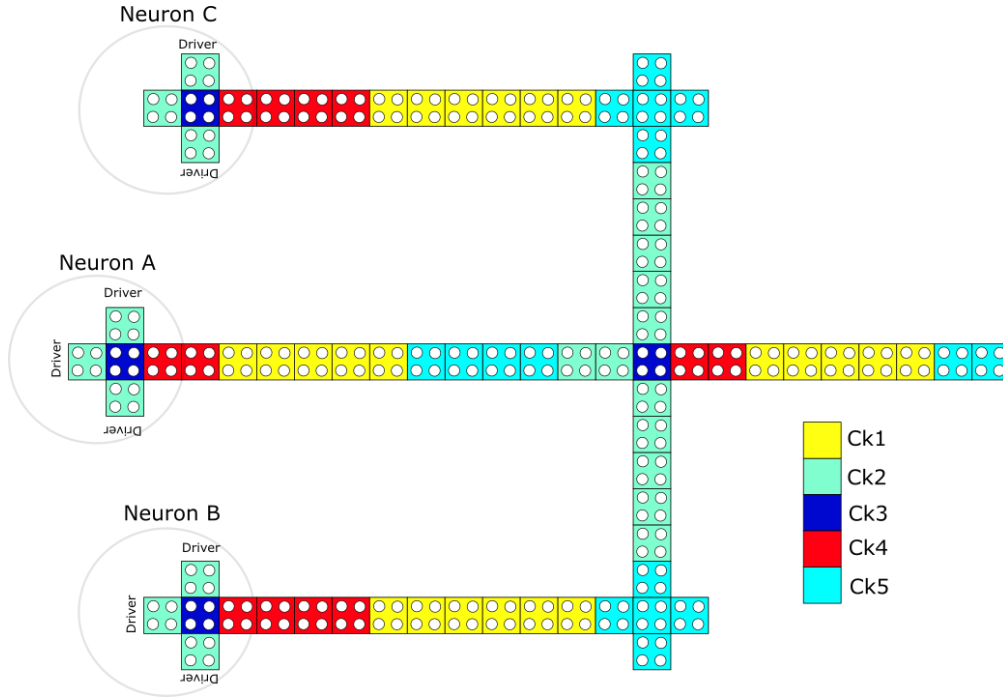 Neuron C
Driver
Driver
Neuron A
Driver
Driver
Driver
Ck1
Ck2
Ck3
Ck4
Ck5
Neuron B
Driver
Driver
Driver